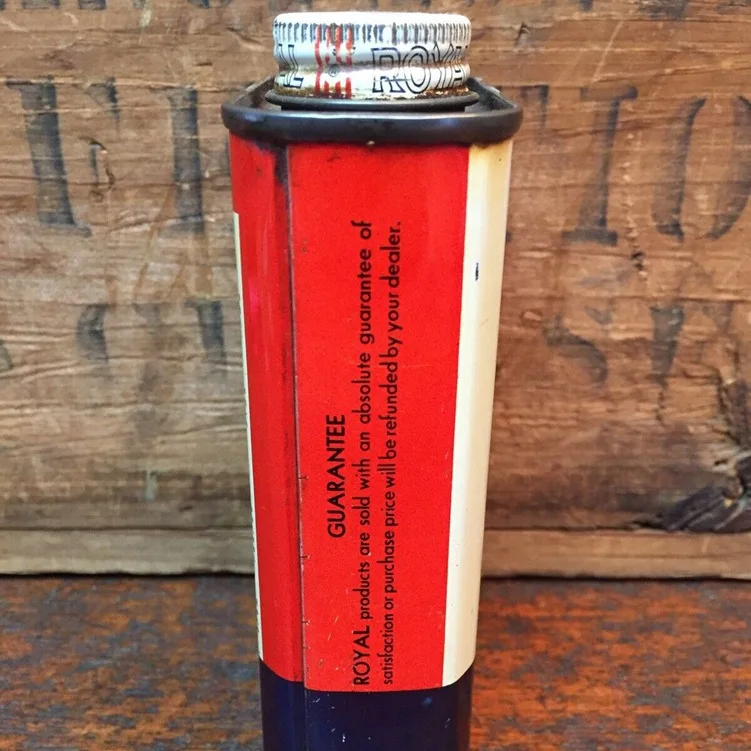 ROYAL
GUARANTEE
ROYAL products are sold with an absolute guarantee of
satisfaction or purchase price will be refunded by your dealer.